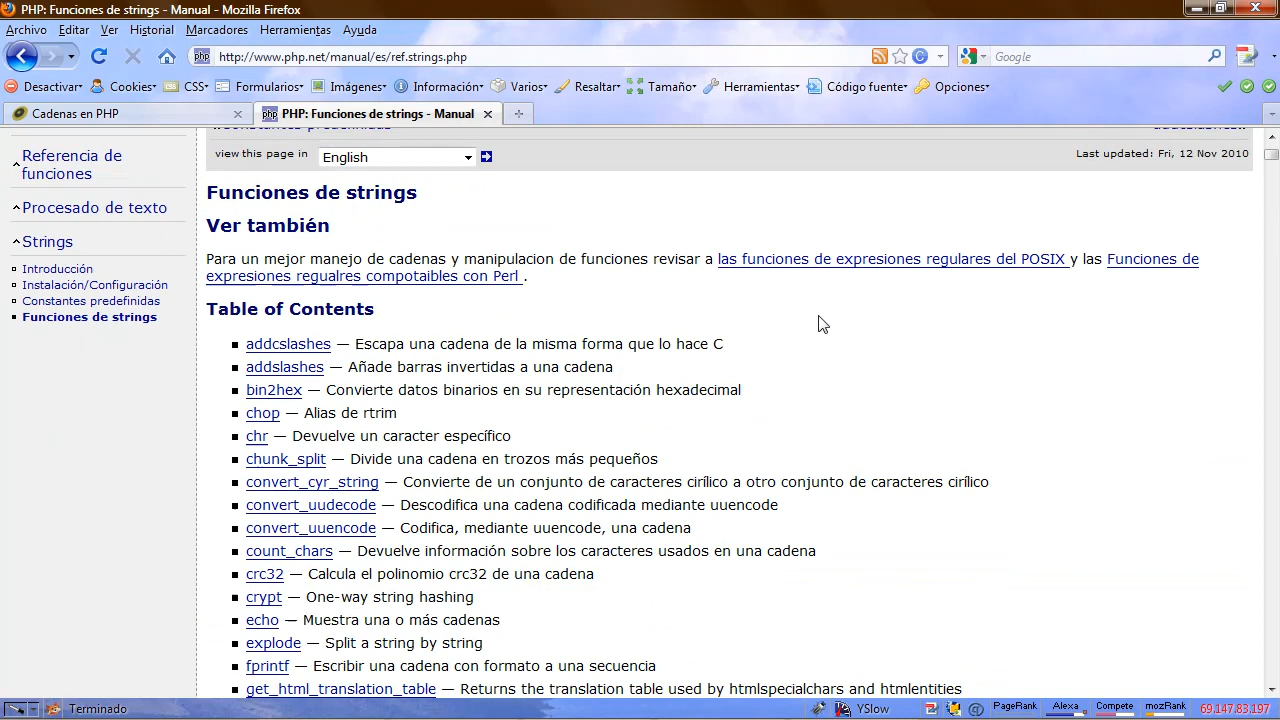 PHP: Funciones de strings - Manual - Mozilla Firefox
Archivo Editar Ver Historial Marcadores Herramientas Ayuda
http://www.php.net/manual/es/ref.strings.php
Google
Desactivar Cookies CSS Formularios Imágenes Información Varios Resaltar Tamaño Herramientas Código fuente Opciones
Cadenas en PHP
PHP: Funciones de strings - Manual
view this page in English
Last updated: Fri, 12 Nov 2010
Referencia de
funciones
Procesado de texto
Strings
Introducción
Instalación/Configuración
Constantes predefinidas
Funciones de strings
Funciones de strings
Ver también
Para un mejor manejo de cadenas y manipulacion de funciones revisar a las funciones de expresiones regulares del POSIX y las Funciones de
expresiones regualres compotaibles con Perl .
Table of Contents
addcslashes — Escapa una cadena de la misma forma que lo hace C
addslashes — Añade barras invertidas a una cadena
bin2hex — Convierte datos binarios en su representación hexadecimal
chop — Alias de rtrim
chr — Devuelve un caracter específico
chunk_split — Divide una cadena en trozos más pequeños
convert_cyr_string — Convierte de un conjunto de caracteres cirílico a otro conjunto de caracteres cirílico
convert_uudecode — Descodifica una cadena codificada mediante uuencode
convert_uuencode — Codifica, mediante uuencode, una cadena
count_chars — Devuelve información sobre los caracteres usados en una cadena
crc32 — Calcula el polinomio crc32 de una cadena
crypt — One-way string hashing
echo — Muestra una o más cadenas
explode — Split a string by string
fprintf — Escribir una cadena con formato a una secuencia
get_html_translation_table — Returns the translation table used by htmlspecialchars and htmlentities
Terminado
YSlow
PageRank Alexa Compete mozRank
69.147.83.197